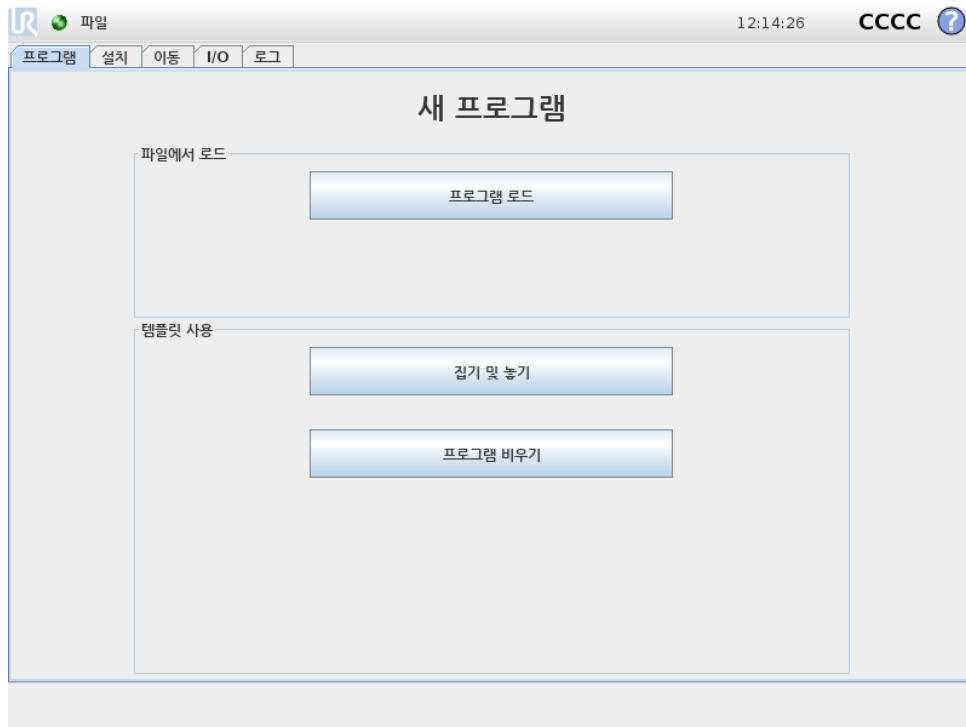 UR 파일 12:14:26 CCCC ?
프로그램 설치 이동 I/O 로그
새 프로그램
파일에서 로드
프로그램 로드
템플릿 사용
집기 및 놓기
프로그램 비우기